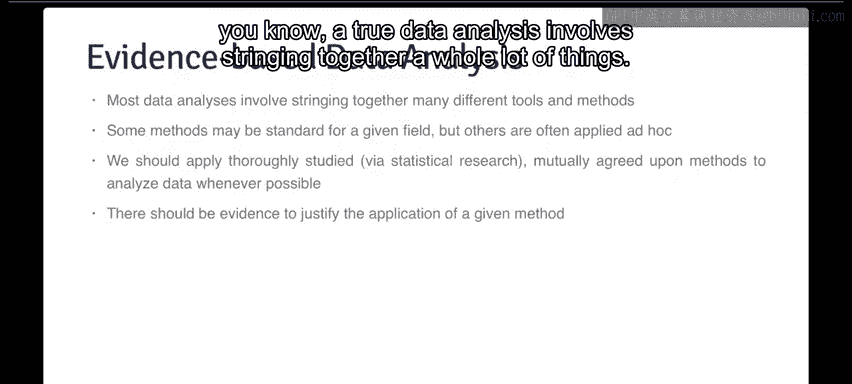 you know, a true data analysis involves
stringing together a whole lot of things.
Evidence-based Data Analysis
· Most data analyses involve stringing together many different tools and methods
· Some methods may be standard for a given field, but others are often applied ad hoc
· We should apply thoroughly studied (via statistical research), mutually agreed upon methods to
analyze data whenever possible
· There should be evidence to justify the application of a given method